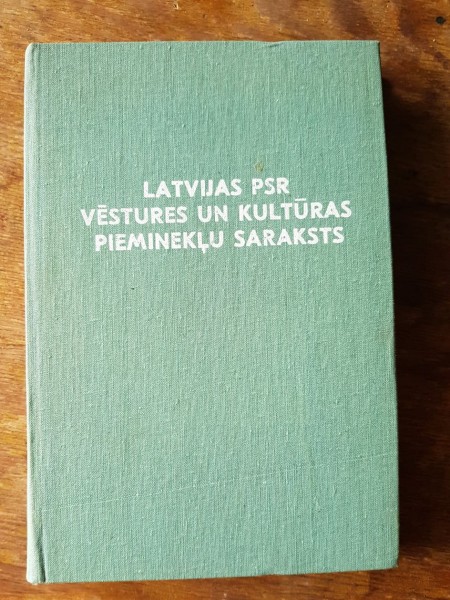 LATVIJAS PSR
VĒSTURES UN KULTŪRAS
PIEMINEKĻU SARAKSTS